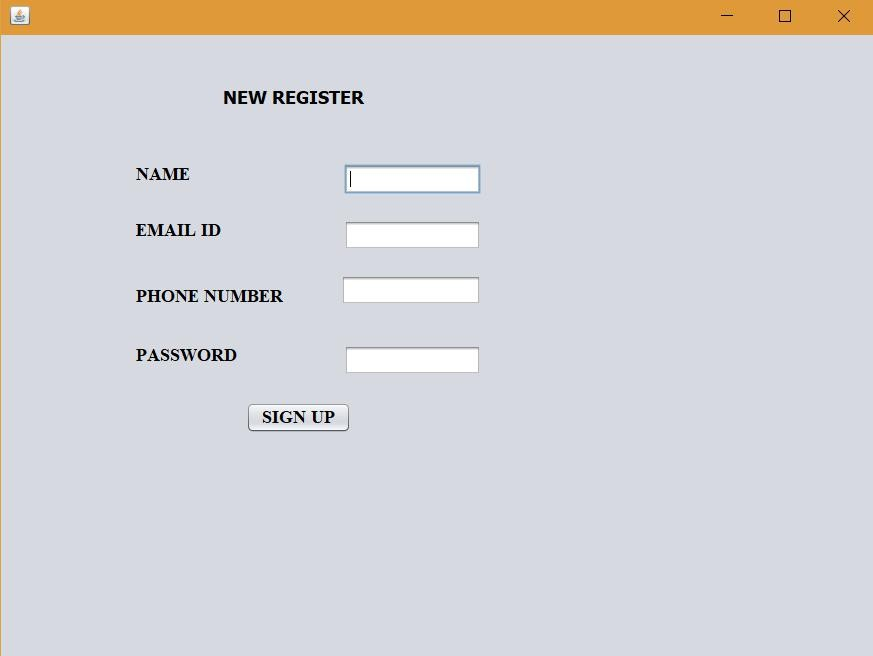 NEW REGISTER
NAME
EMAIL ID
PHONE NUMBER
PASSWORD
SIGN UP